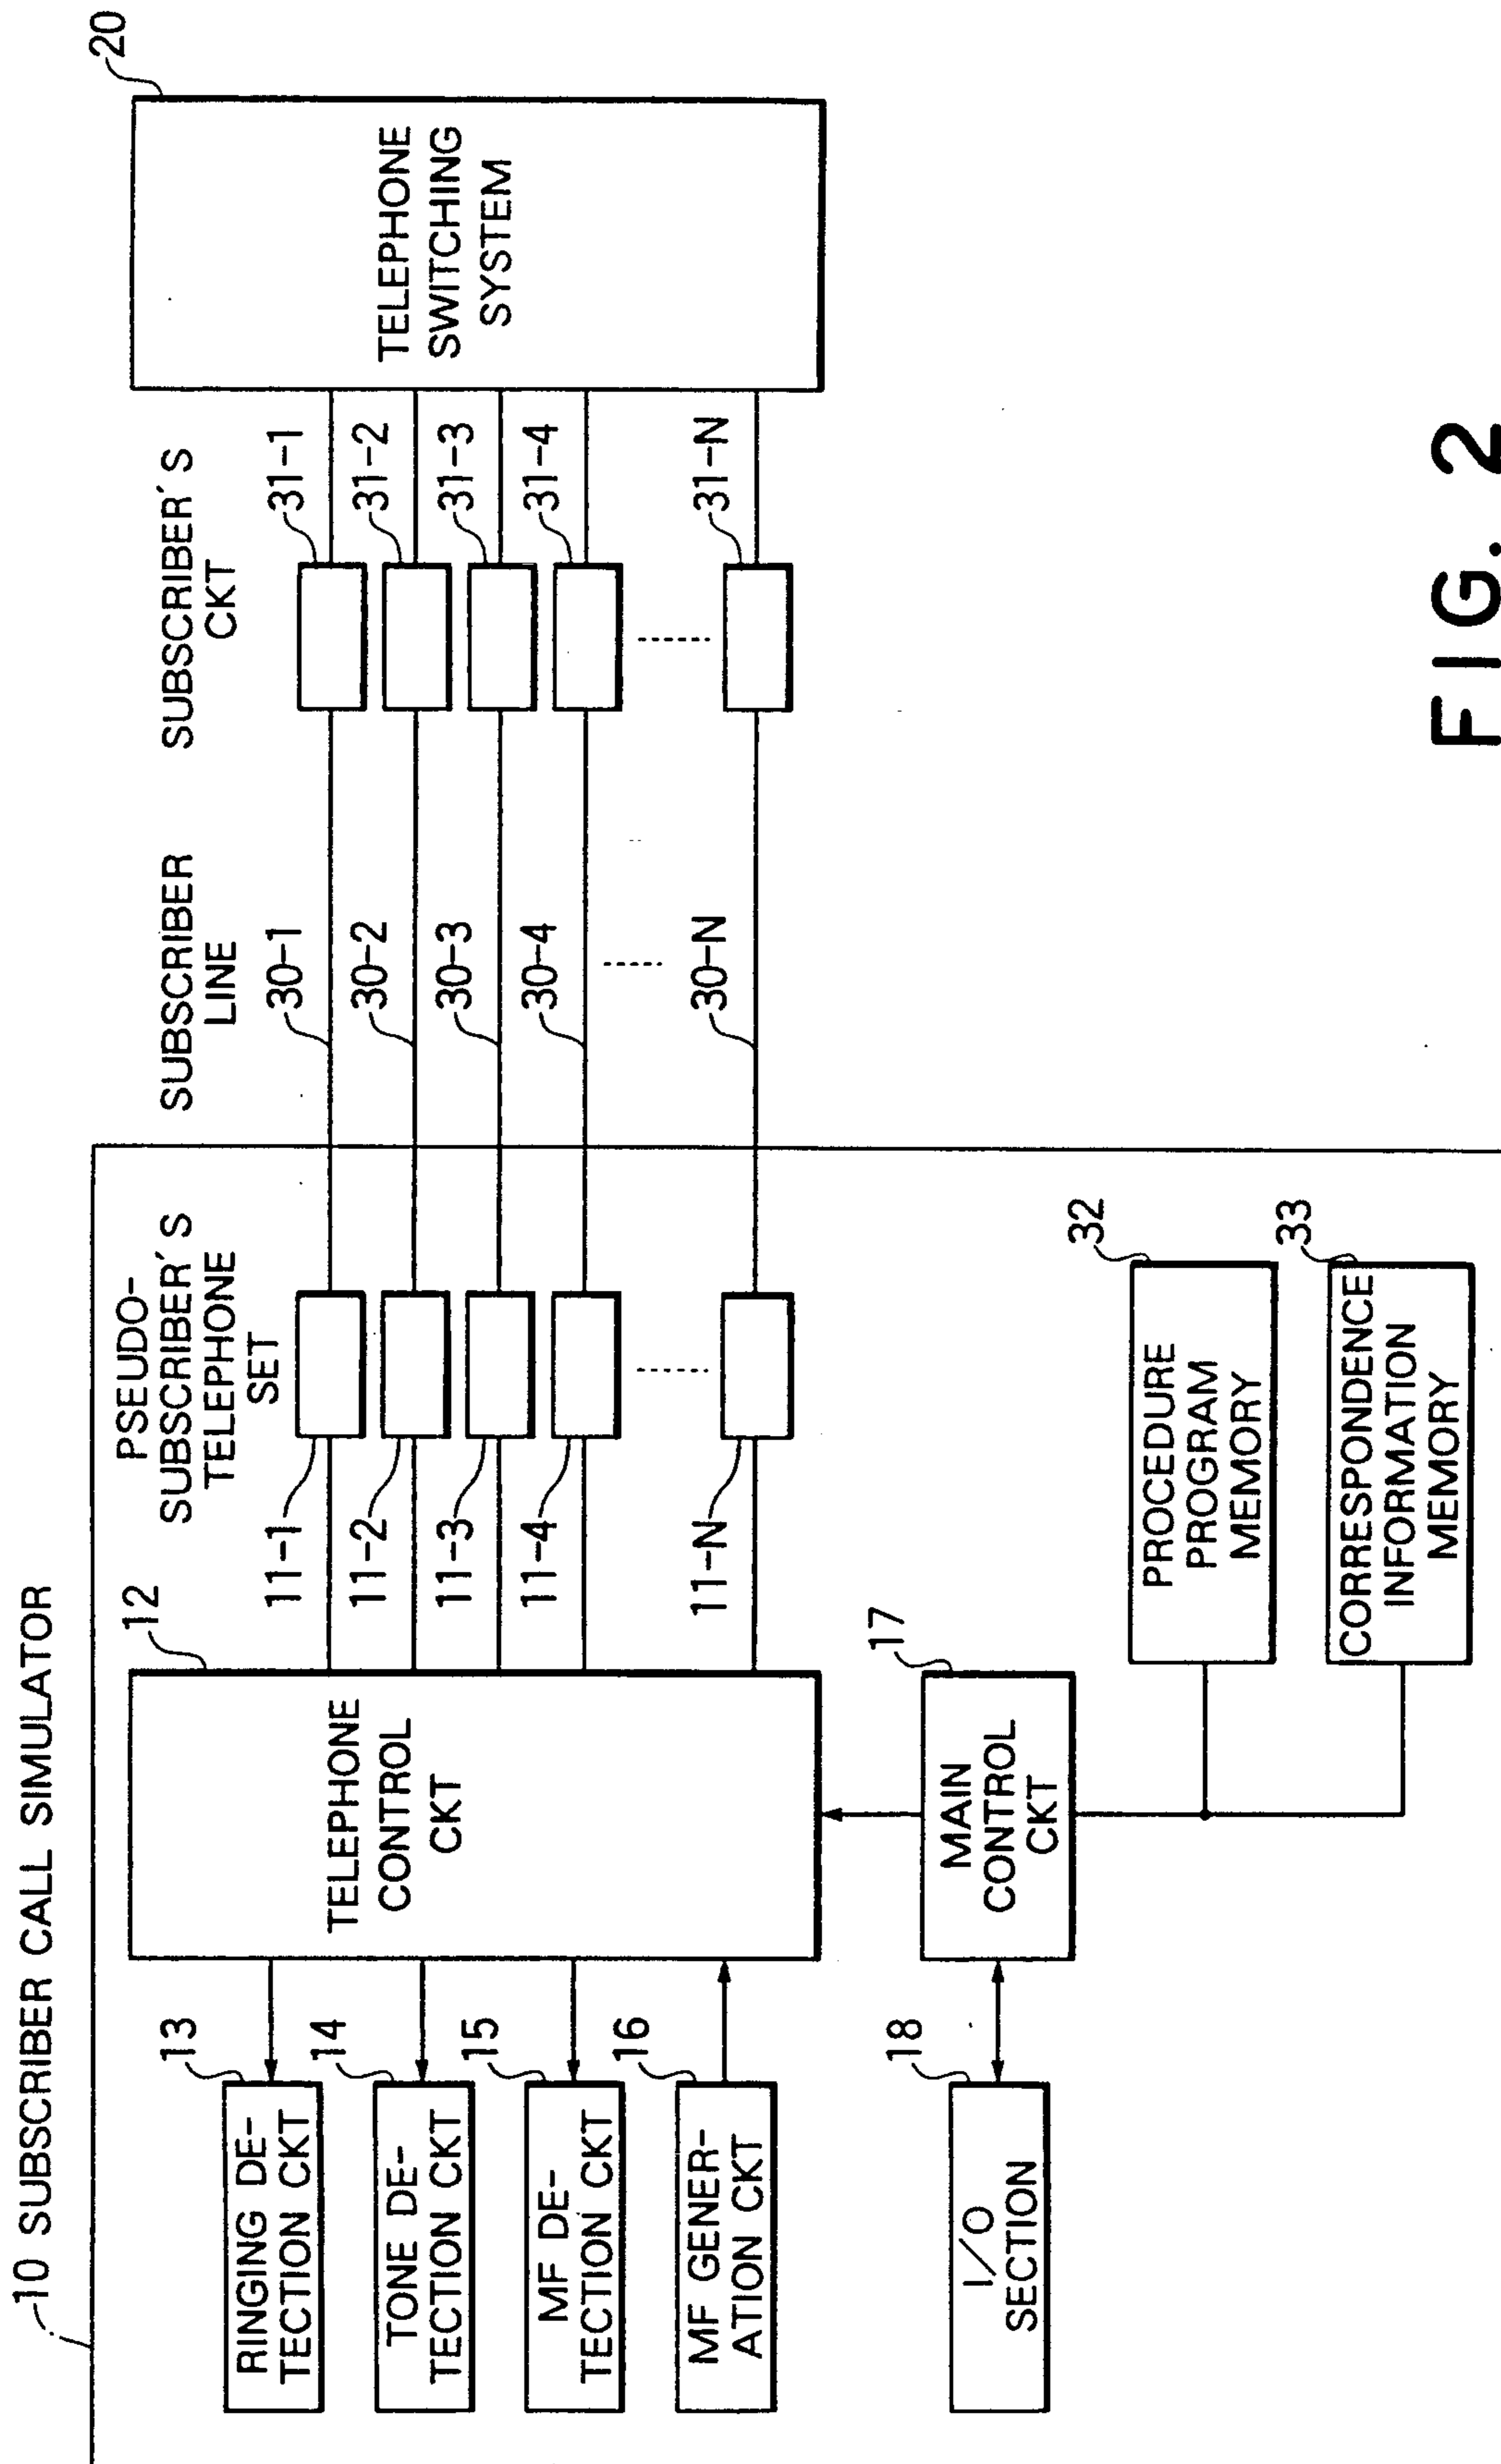 10 SUBSCRIBER CALL SIMULATOR
20
PSEUDO-
SUBSCRIBER'S
TELEPHONE
SET
SUBSCRIBER
LINE
SUBSCRIBER'S
CKT
12
13
RINGING DE-
TECTION CKT
14
TONE DE-
TECTION CKT
15
MF DE-
TECTION CKT
16
MF GENER-
ATION CKT
TELEPHONE
CONTROL
CKT
11-1
11-2
11-3
11-4
11-N
30-1
30-2
30-3
30-4
30-N
31-1
31-2
31-3
31-4
31-N
TELEPHONE
SWITCHING
SYSTEM
18
I/O
SECTION
17
MAIN
CONTROL
CKT
32
PROCEDURE
PROGRAM
MEMORY
33
CORRESPONDENCE
INFORMATION
MEMORY
FIG. 2